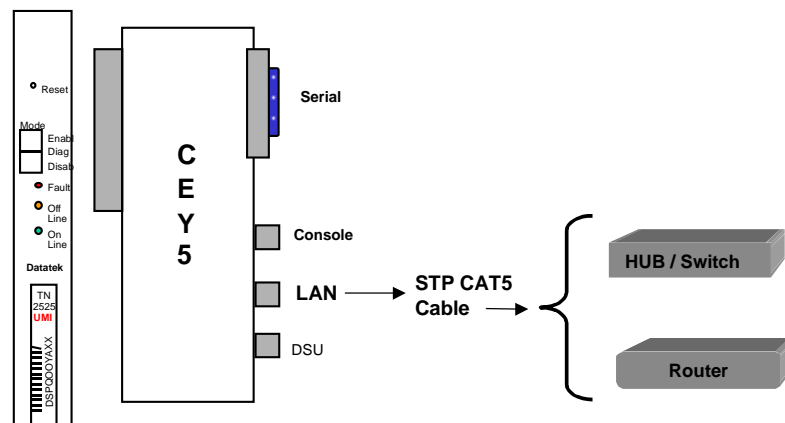 Reset
Mode
Enabl
Diag
Disab
Fault
Off
Line
On
Line
Datatek
TN
2525
UMI
DSPQOOYAXX
C
E
Y
5
Serial
Console
LAN
DSU
STP CAT5
Cable
HUB / Switch
Router